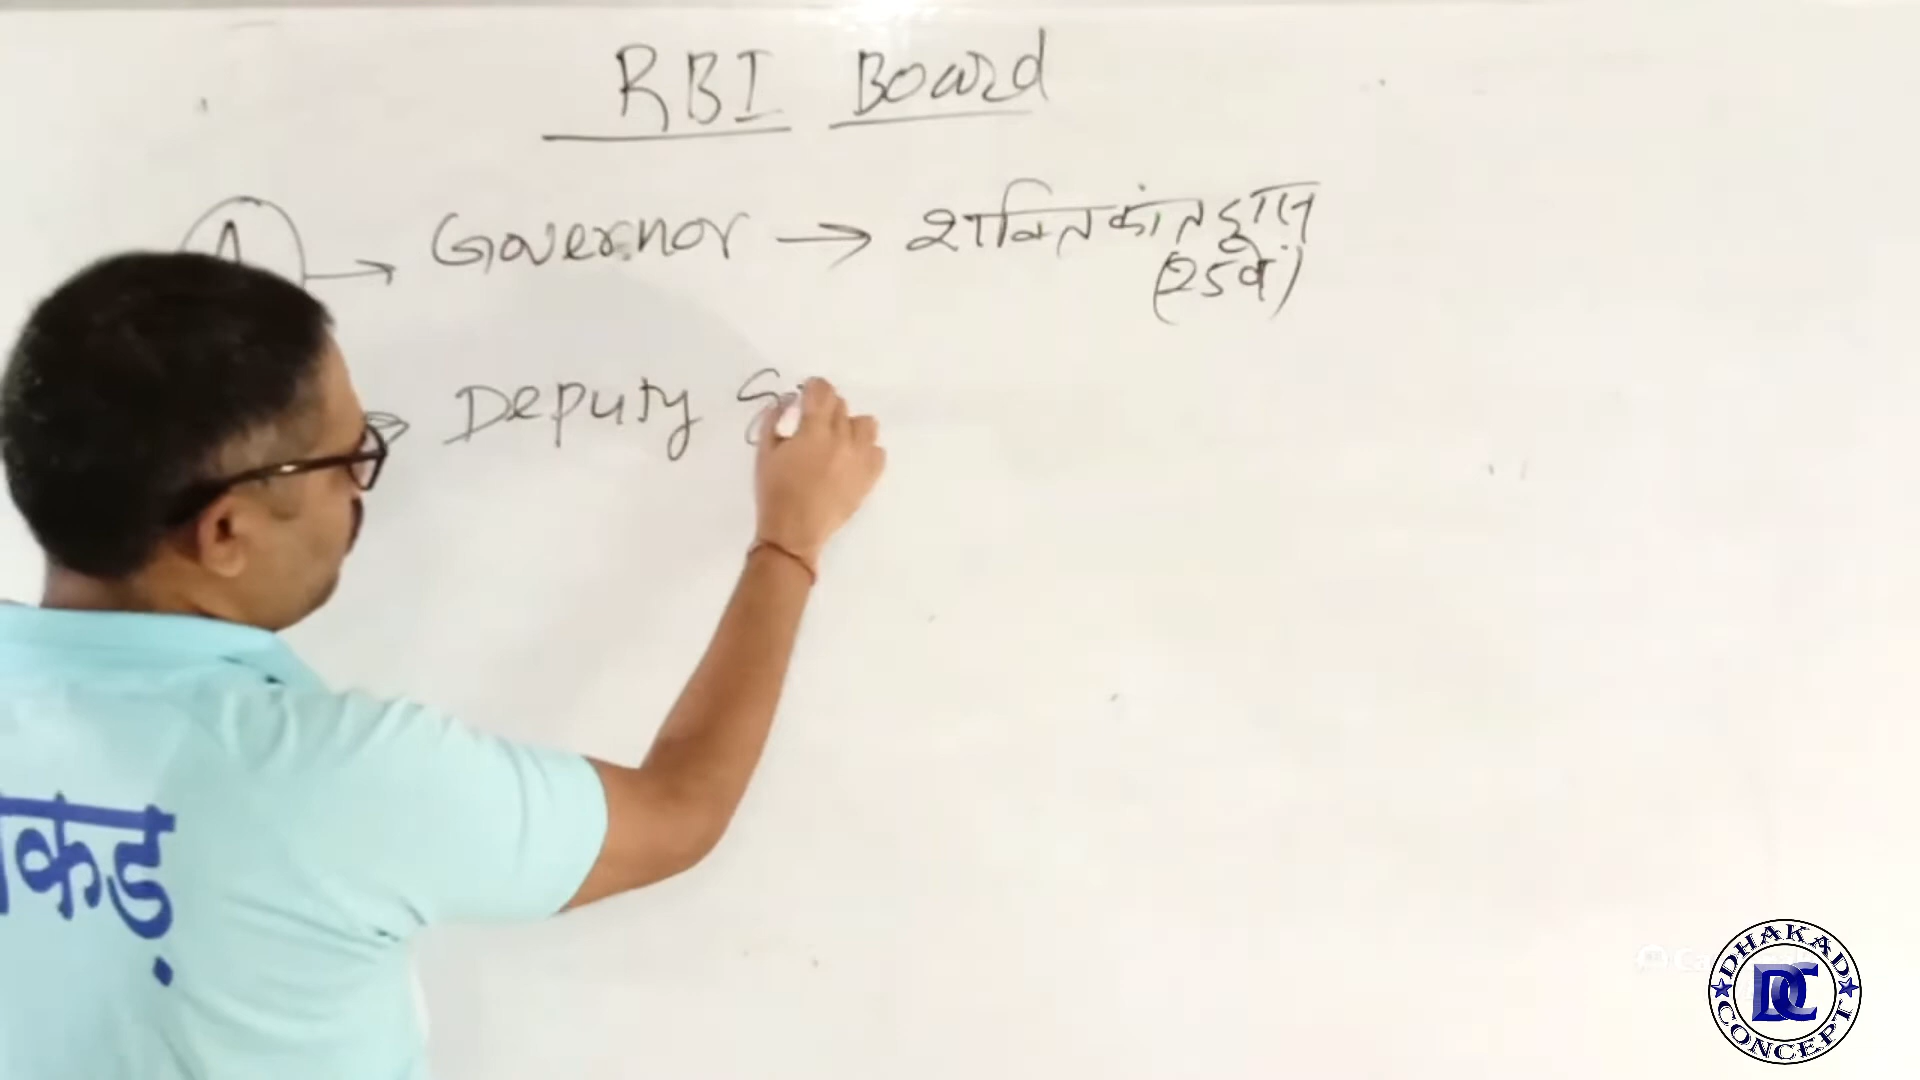 RBI Board
Governor → शक्तिकांत दास
(25वें)
Deputy
कड़
DHAKAD
DC
CONCEPT